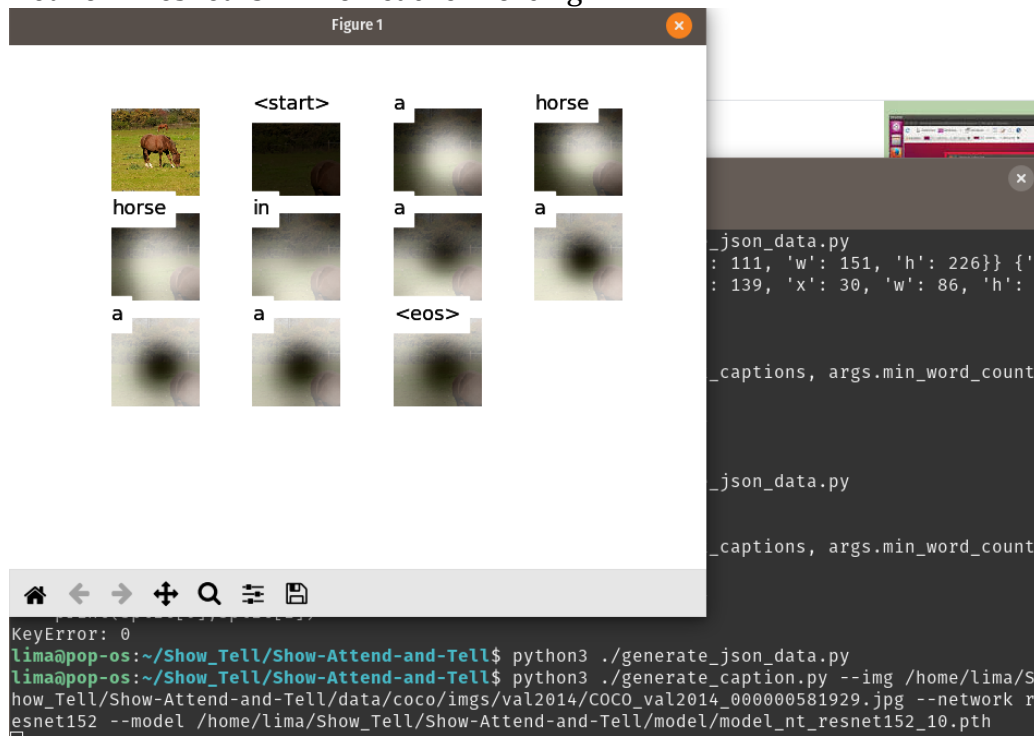 Figure 1
<start>
a
horse
horse
in
a
a
a
a
<eos>
_json_data.py
: 111, 'w': 151, 'h': 226}} {'
: 139, 'x': 30, 'w': 86, 'h':
_captions, args.min_word_count
_json_data.py
_captions, args.min_word_count
KeyError: 0
lima@pop-os:~/Show_Tell/Show-Attend-and-Tell$ python3 ./generate_json_data.py
lima@pop-os:~/Show_Tell/Show-Attend-and-Tell$ python3 ./generate_caption.py --img /home/lima/S
how_Tell/Show-Attend-and-Tell/data/coco/imgs/val2014/COCO_val2014_000000581929.jpg --network r
esnet152 --model /home/lima/Show_Tell/Show-Attend-and-Tell/model/model_nt_resnet152_10.pth